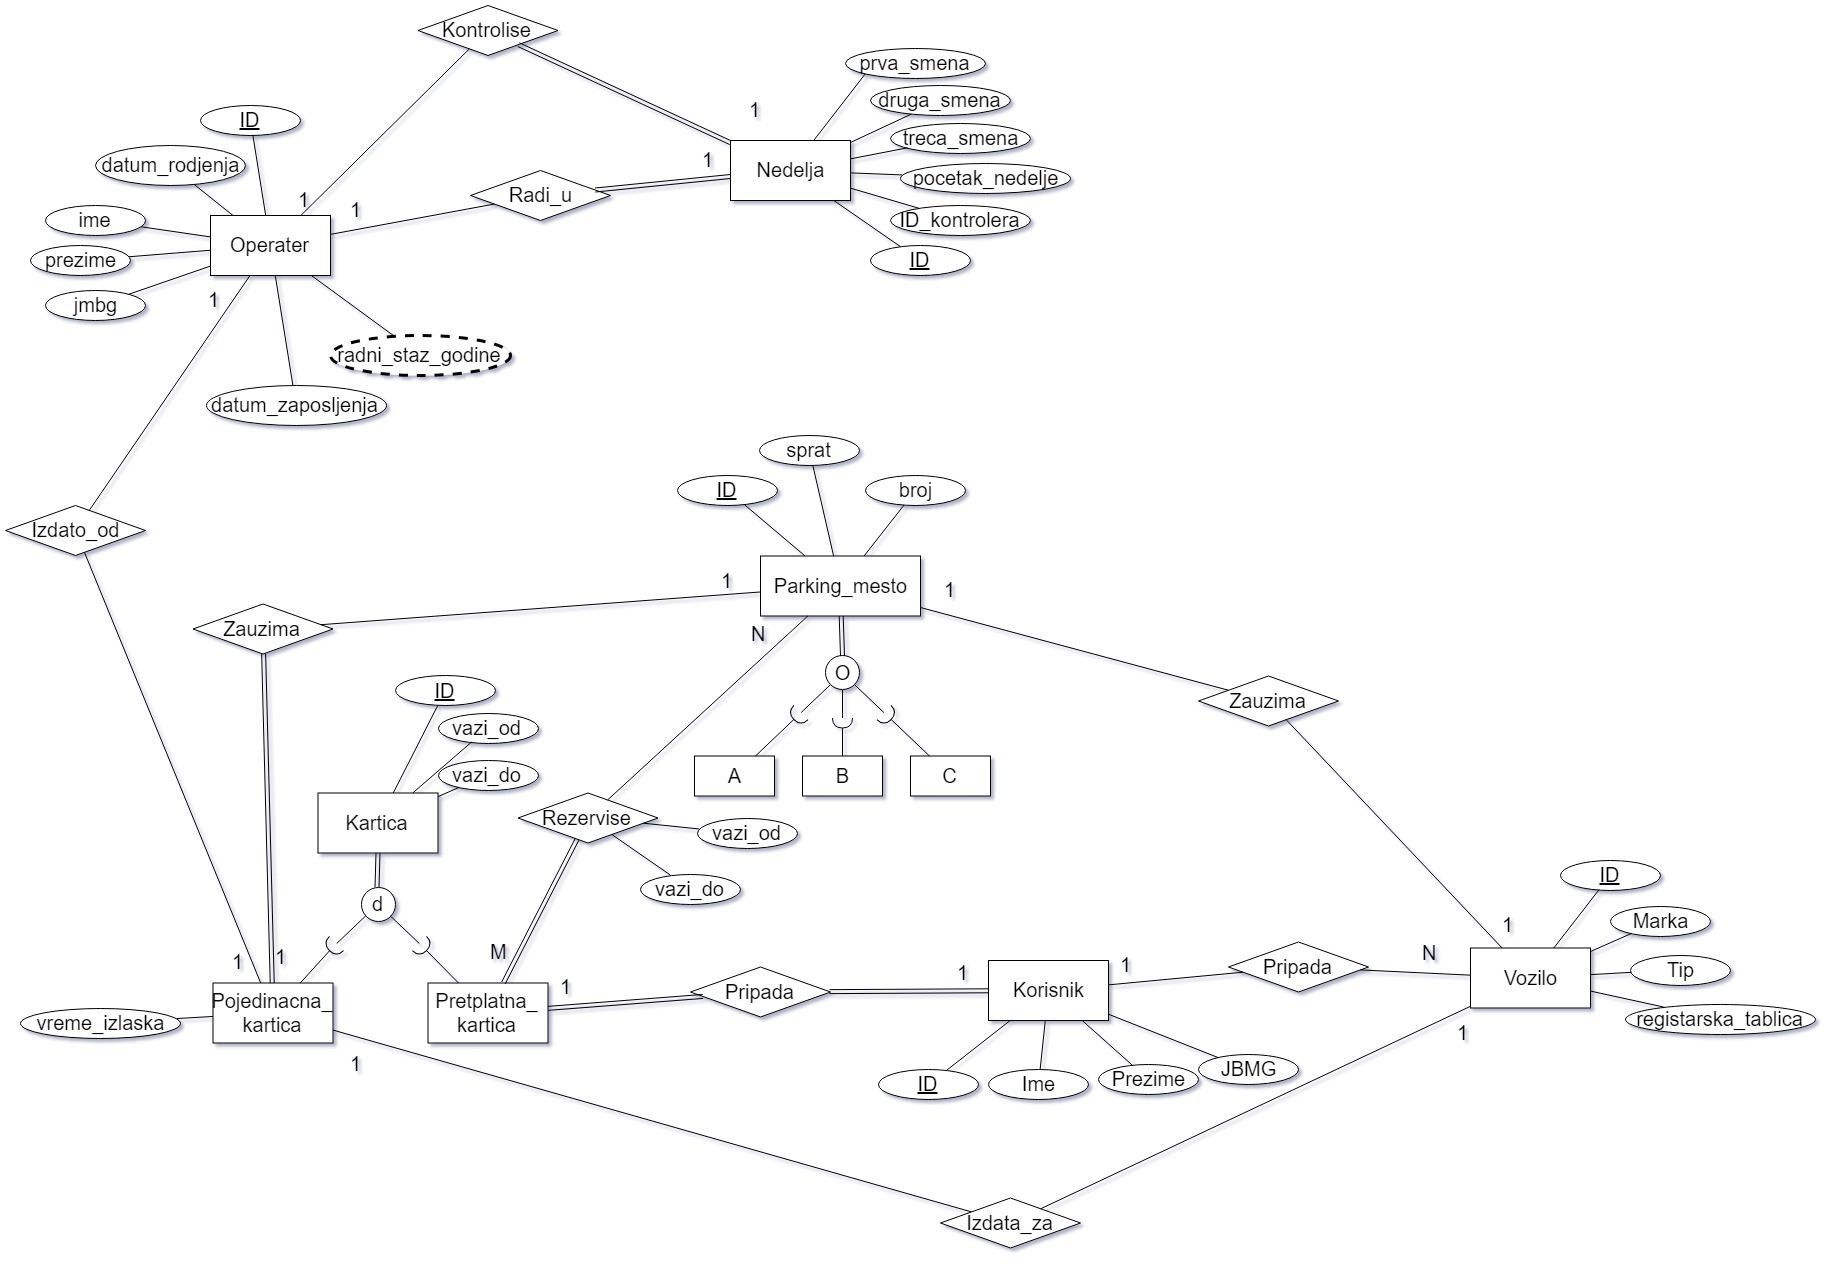 Kontrolise
prva_smena
druga_smena
treca_smena
pocetak_nedelje
ID_kontrolera
ID
Nedelja
1
1
Radi_u
1
1
ID
datum_rodjenja
ime
prezime
jmbg
Operater
1
radni_staz_godine
datum_zaposljenja
Izdato_od
sprat
ID
broj
Parking_mesto
1
1
N
Zauzima
O
A
B
C
Zauzima
ID
vazi_od
vazi_do
Kartica
d
Rezervise
vazi_od
vazi_do
M
1
1
Pojedinacna_
kartica
vreme_izlaska
1
Pretplatna_
kartica
1
Pripada
1
Korisnik
1
ID
Ime
Prezime
JBMG
Pripada
N
1
Vozilo
ID
Marka
Tip
registarska_tablica
1
Izdata_za